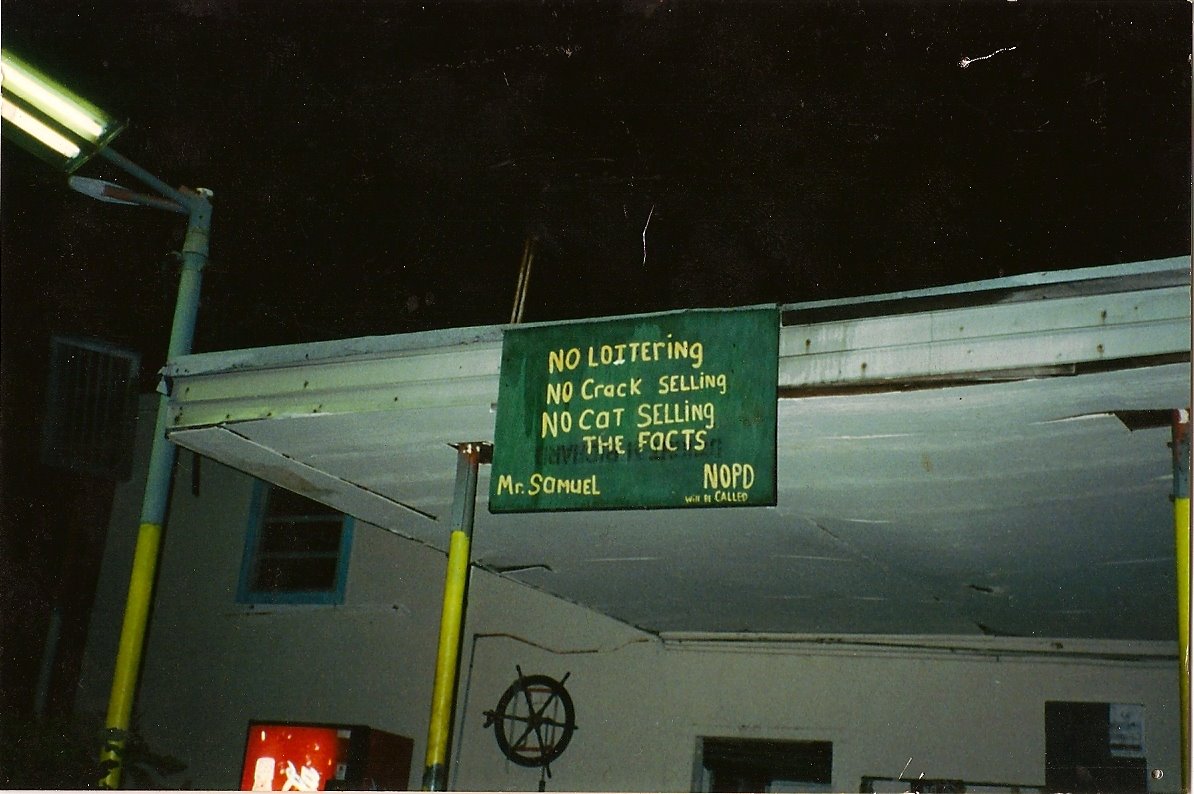 NO LOITERing
NO CracK SELLing
NO CaT SELLing
THE FaCTS
Mr. SamUEL
NOPD
Will BE CALLED